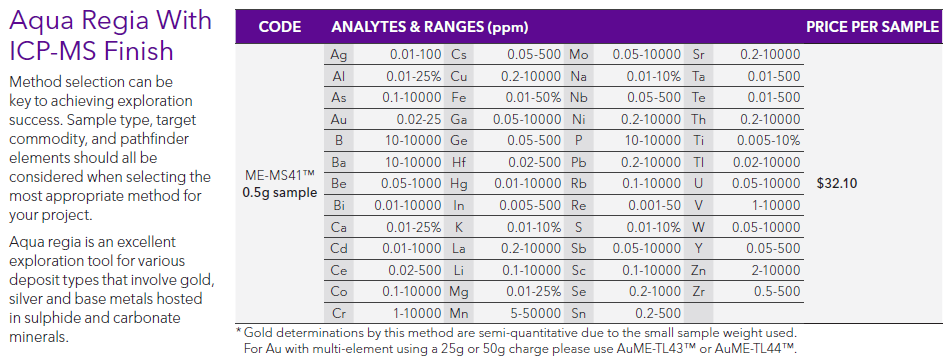 Aqua Regia With
ICP-MS Finish
Method selection can be
key to achieving exploration
success. Sample type, target
commodity, and pathfinder
elements should all be
considered when selecting the
most appropriate method for
your project.
Aqua regia is an excellent
exploration tool for various
deposit types that involve gold,
silver and base metals hosted
in sulphide and carbonate
minerals.
CODE ANALYTES & RANGES (ppm) PRICE PER SAMPLE
ME-MS41™
0.5g sample
Ag 0.01-100 Cs 0.05-500 Mo 0.05-10000 Sr 0.2-10000
Al 0.01-25% Cu 0.2-10000 Na 0.01-10% Ta 0.01-500
As 0.1-10000 Fe 0.01-50% Nb 0.05-500 Te 0.01-500
Au 0.02-25 Ga 0.05-10000 Ni 0.2-10000 Th 0.2-10000
B 10-10000 Ge 0.05-500 P 10-10000 Ti 0.005-10%
Ba 10-10000 Hf 0.02-500 Pb 0.2-10000 Tl 0.02-10000
Be 0.05-1000 Hg 0.01-10000 Rb 0.1-10000 U 0.05-10000
Bi 0.01-10000 In 0.005-500 Re 0.001-50 V 1-10000
Ca 0.01-25% K 0.01-10% S 0.01-10% W 0.05-10000
Cd 0.01-1000 La 0.2-10000 Sb 0.05-10000 Y 0.05-500
Ce 0.02-500 Li 0.1-10000 Sc 0.1-10000 Zn 2-10000
Co 0.1-10000 Mg 0.01-25% Se 0.2-1000 Zr 0.5-500
Cr 1-10000 Mn 5-50000 Sn 0.2-500
$32.10
* Gold determinations by this method are semi-quantitative due to the small sample weight used.
For Au with multi-element using a 25g or 50g charge please use AuME-TL43™ or AuME-TL44™.